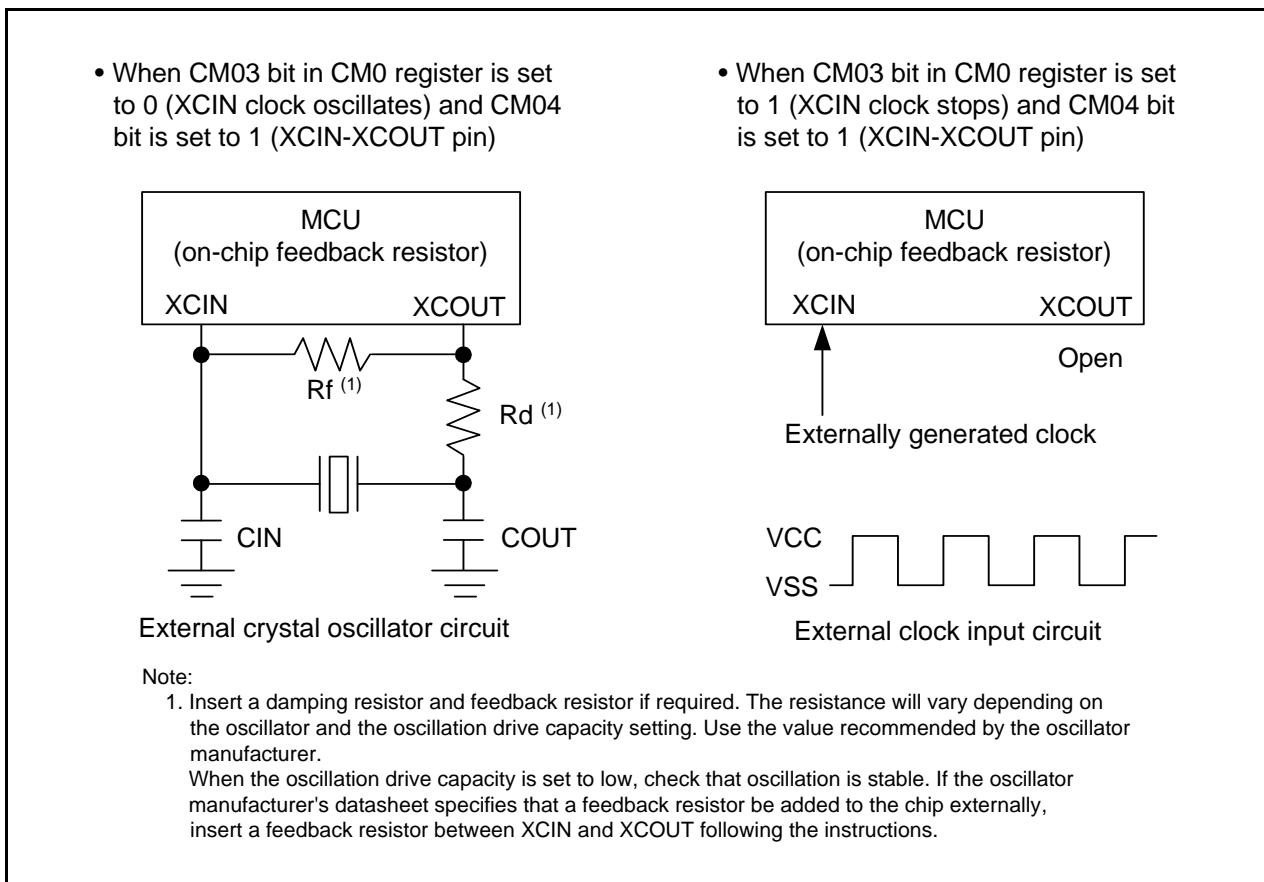 • When CM03 bit in CM0 register is set
to 0 (XCIN clock oscillates) and CM04
bit is set to 1 (XCIN-XCOUT pin)
MCU
(on-chip feedback resistor)
XCIN
XCOUT
Rf (1)
Rd (1)
CIN
COUT
External crystal oscillator circuit
• When CM03 bit in CM0 register is set
to 1 (XCIN clock stops) and CM04 bit
is set to 1 (XCIN-XCOUT pin)
MCU
(on-chip feedback resistor)
XCIN
XCOUT
Open
Externally generated clock
VCC
VSS
External clock input circuit
Note:
1. Insert a damping resistor and feedback resistor if required. The resistance will vary depending on
the oscillator and the oscillation drive capacity setting. Use the value recommended by the oscillator
manufacturer.
When the oscillation drive capacity is set to low, check that oscillation is stable. If the oscillator
manufacturer's datasheet specifies that a feedback resistor be added to the chip externally,
insert a feedback resistor between XCIN and XCOUT following the instructions.